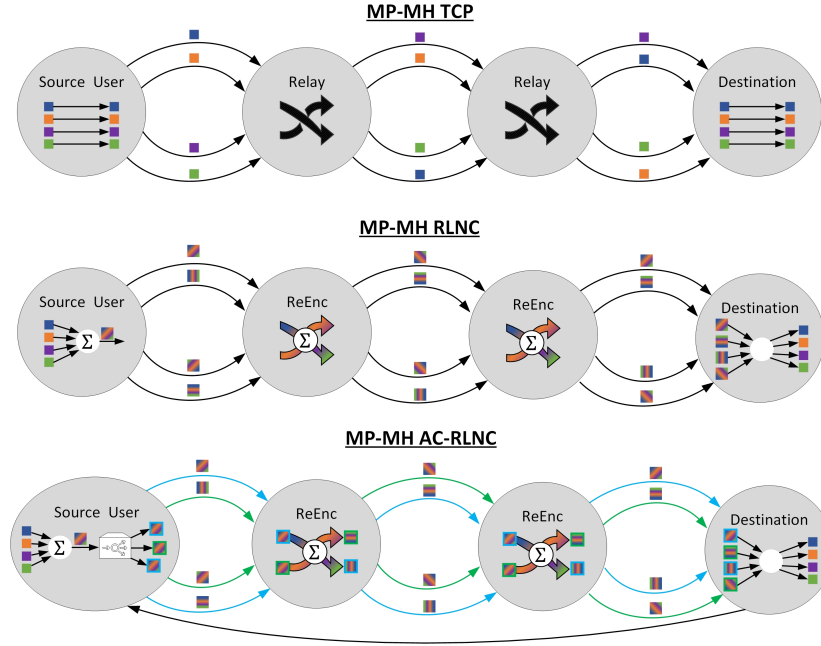 MP-MH TCP
Source User
Relay
Relay
Destination
MP-MH RLNC
Source User
Σ
ReEnc
Σ
ReEnc
Σ
Destination
MP-MH AC-RLNC
Source User
Σ
ReEnc
Σ
ReEnc
Σ
Destination